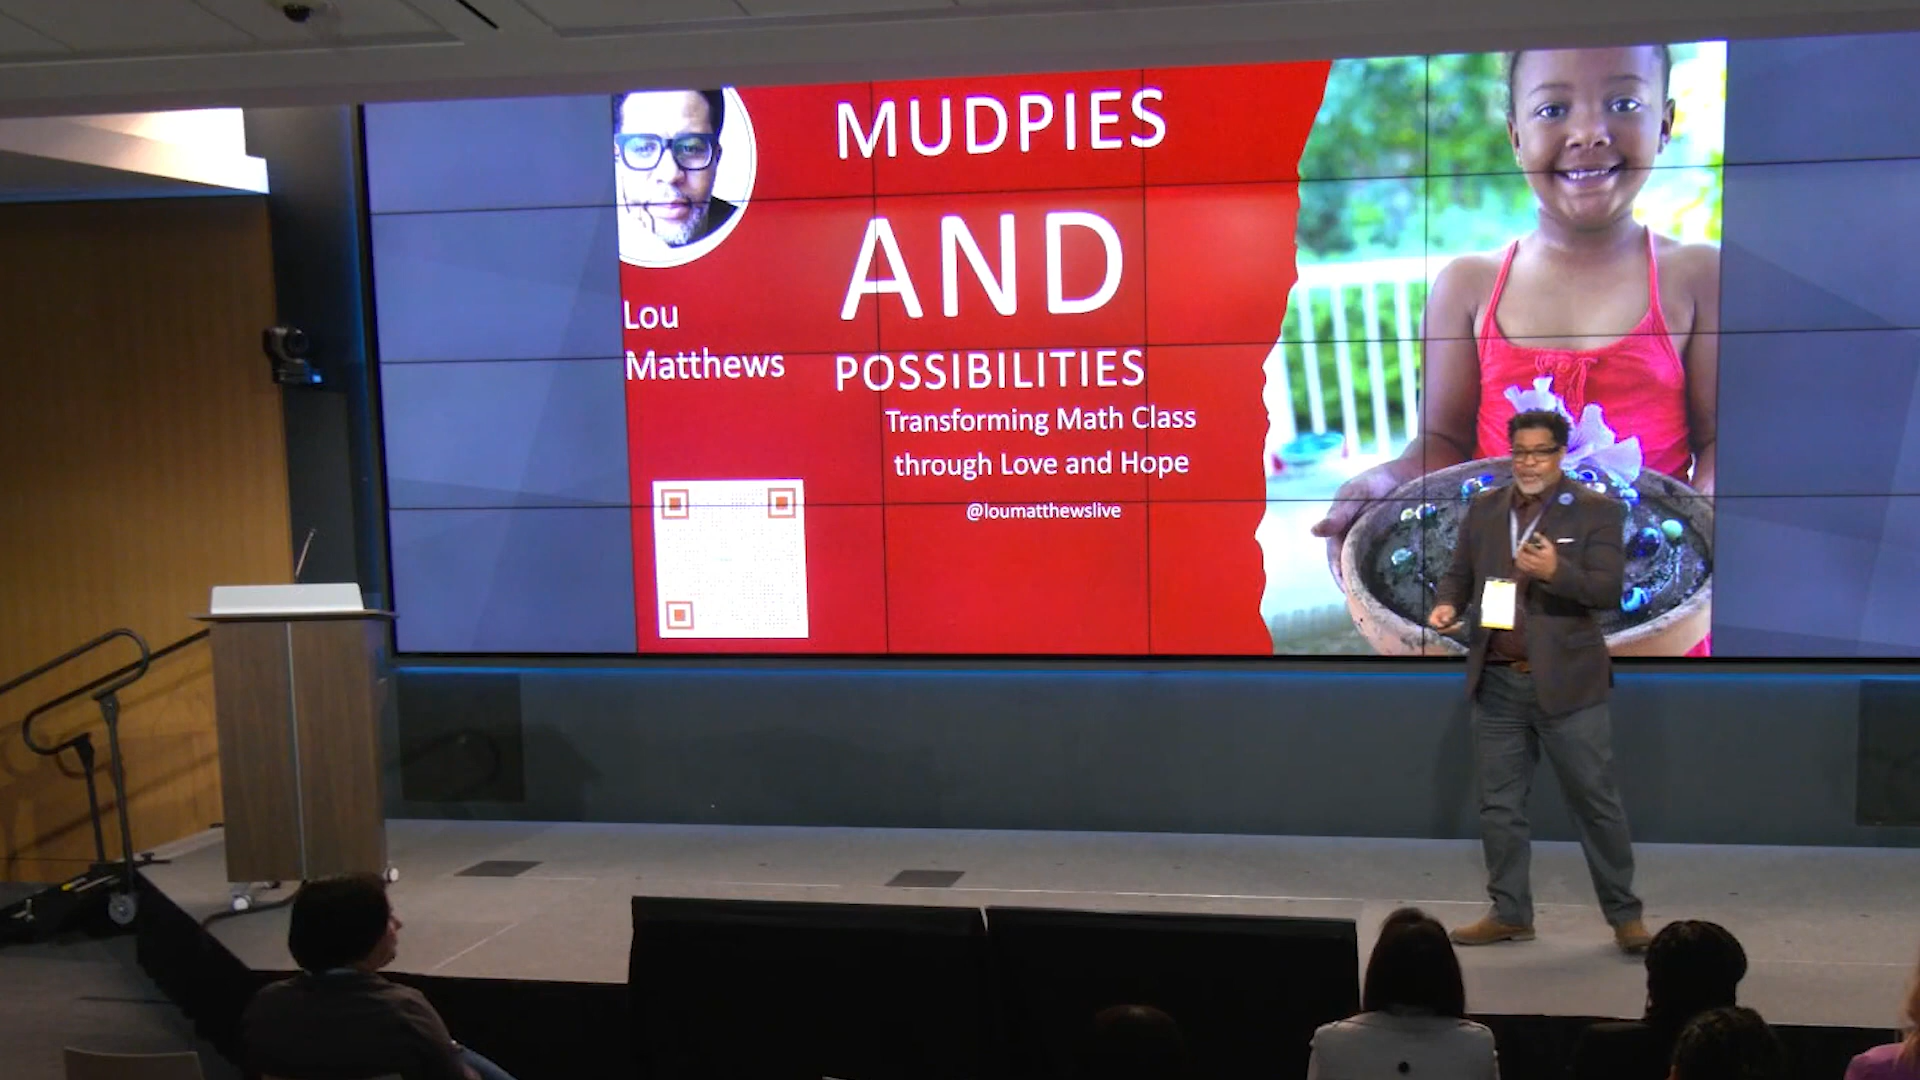 MUDPIES
AND
POSSIBILITIES
Lou
Matthews
Transforming Math Class
through Love and Hope
@loumatthewslive